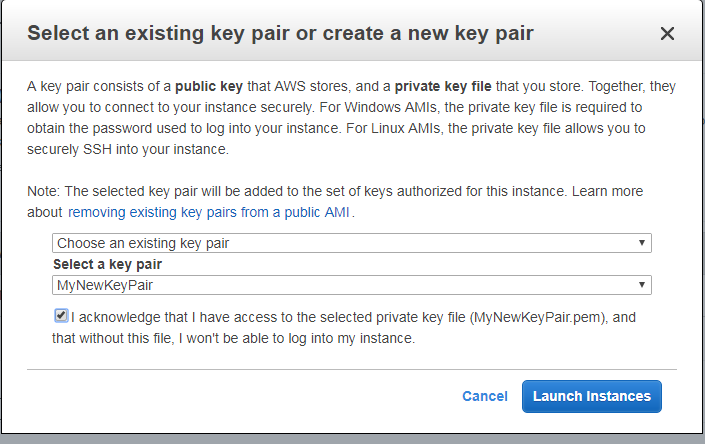 Select an existing key pair or create a new key pair
A key pair consists of a public key that AWS stores, and a private key file that you store. Together, they
allow you to connect to your instance securely. For Windows AMIs, the private key file is required to
obtain the password used to log into your instance. For Linux AMIs, the private key file allows you to
securely SSH into your instance.
Note: The selected key pair will be added to the set of keys authorized for this instance. Learn more
about removing existing key pairs from a public AMI.
Choose an existing key pair
Select a key pair
MyNewKeyPair
I acknowledge that I have access to the selected private key file (MyNewKeyPair.pem), and
that without this file, I won't be able to log into my instance.
Cancel Launch Instances